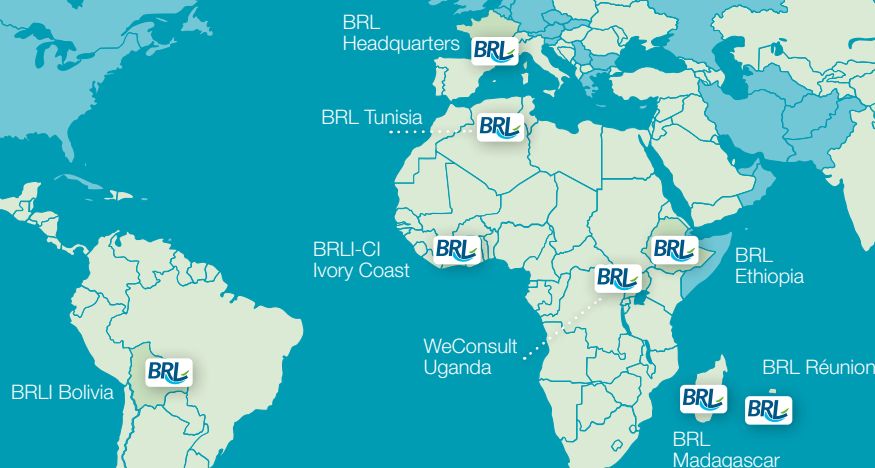 BRL
Headquarters
BRL
BRL Tunisia
BRL
BRLI-CI
Ivory Coast
BRL
BRL
BRL
Ethiopia
BRL
WeConsult
Uganda
BRLI Bolivia
BRL
BRL Réunion
BRL
BRL
BRL
Madagascar